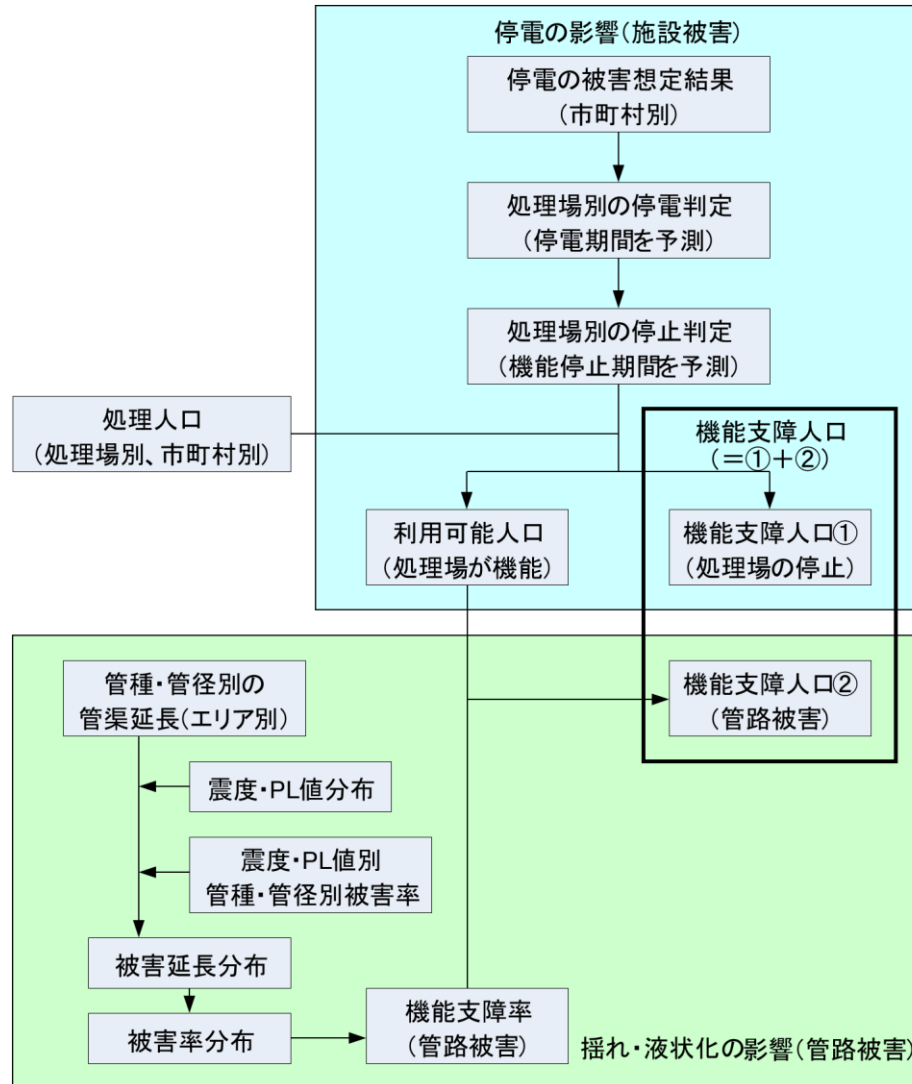 停電の影響(施設被害)
停電の被害想定結果
(市町村別)
処理場別の停電判定
(停電期間を予測)
処理場別の停止判定
(機能停止期間を予測)
処理人口
(処理場別、市町村別)
機能支障人口
(=①+②)
利用可能人口
(処理場が機能)
機能支障人口①
(処理場の停止)
管種・管径別の
管渠延長(エリア別)
機能支障人口②
(管路被害)
震度・PL値分布
震度・PL値別
管種・管径別被害率
被害延長分布
被害率分布
機能支障率
(管路被害)
揺れ・液状化の影響(管路被害)